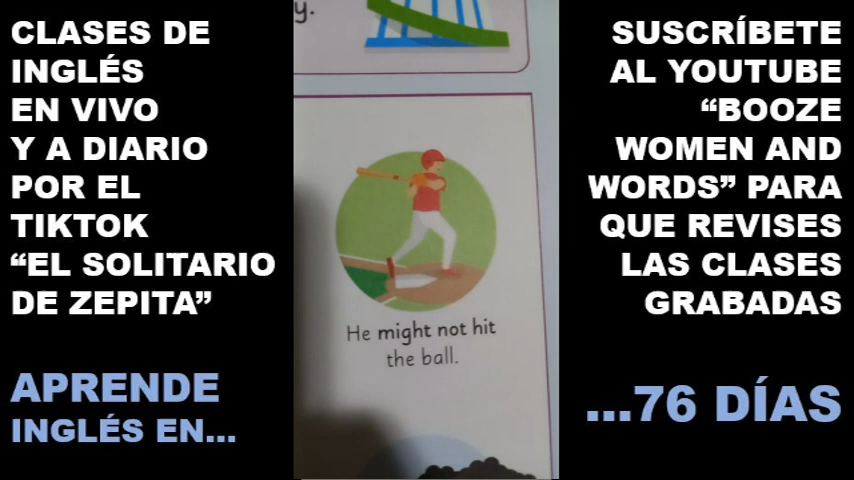 CLASES DE
INGLÉS
EN VIVO
Y A DIARIO
POR EL
TIKTOK
“EL SOLITARIO
DE ZEPITA”
APRENDE
INGLÉS EN...
y.
He might not hit
the ball.
SUSCRÍBETE
AL YOUTUBE
“BOOZE
WOMEN AND
WORDS” PARA
QUE REVISES
LAS CLASES
GRABADAS
...76 DÍAS